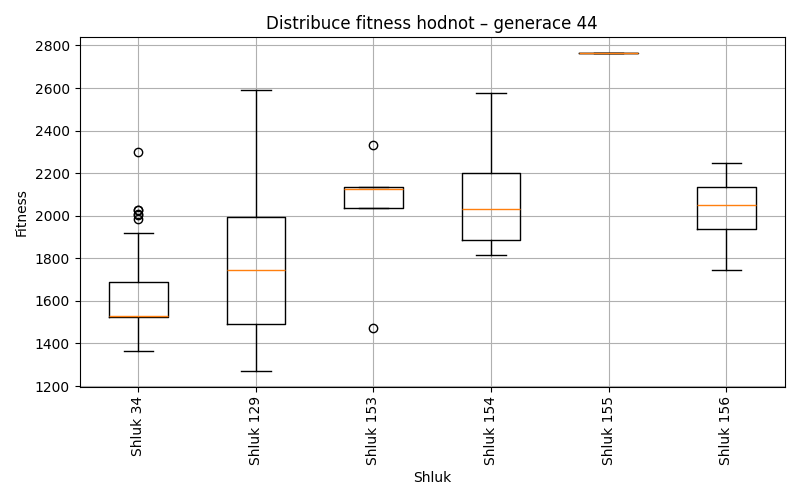 Distribuce fitness hodnot – generace 44
2800
2600
2400
2200
2000
1800
1600
1400
1200
Fitness
Shluk 34
Shluk 129
Shluk 153
Shluk 154
Shluk 155
Shluk 156
Shluk